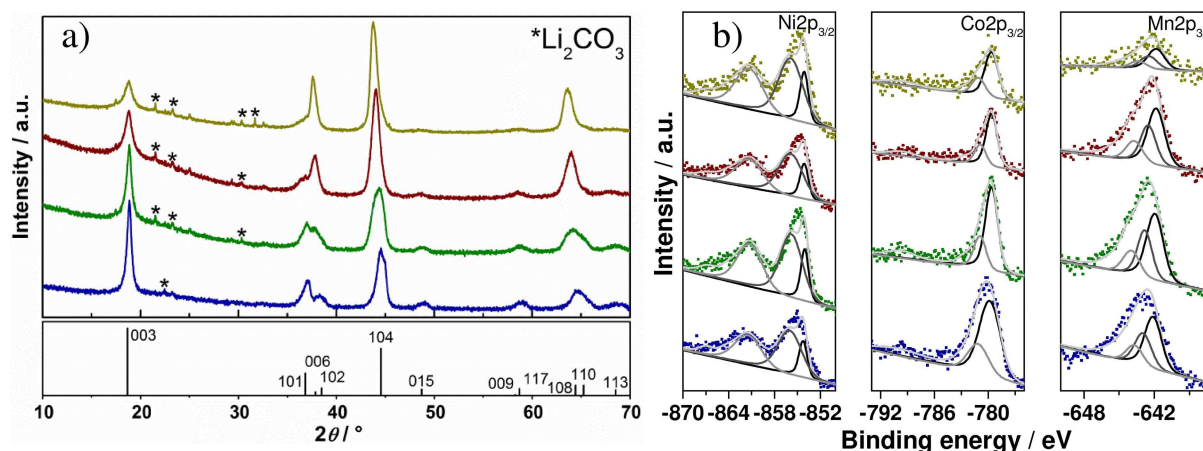 a)
*Li₂CO₃
Intensity / a.u.
* * * *
* * *
* * *
*
003
006
104
101
102
015
009
117
108
110
113
10 20 30 40 50 60 70
2θ / °
b)
Ni2p₃/₂
Co2p₃/₂
Mn2p₃
Intensity / a.u.
-870 -864 -858 -852
-792 -786 -780
-648 -642
Binding energy / eV